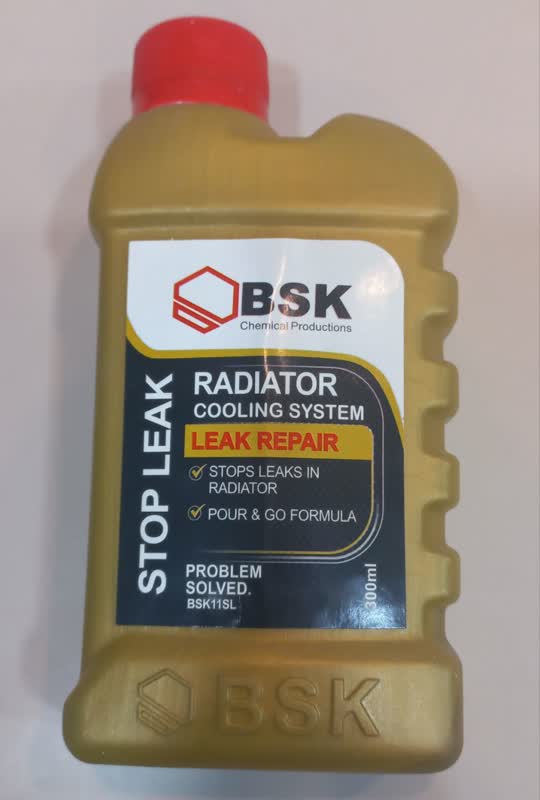 BSK
Chemical Productions
STOP LEAK
RADIATOR
COOLING SYSTEM
LEAK REPAIR
STOPS LEAKS IN
RADIATOR
POUR & GO FORMULA
PROBLEM
SOLVED.
BSK11SL
300ml
BSK